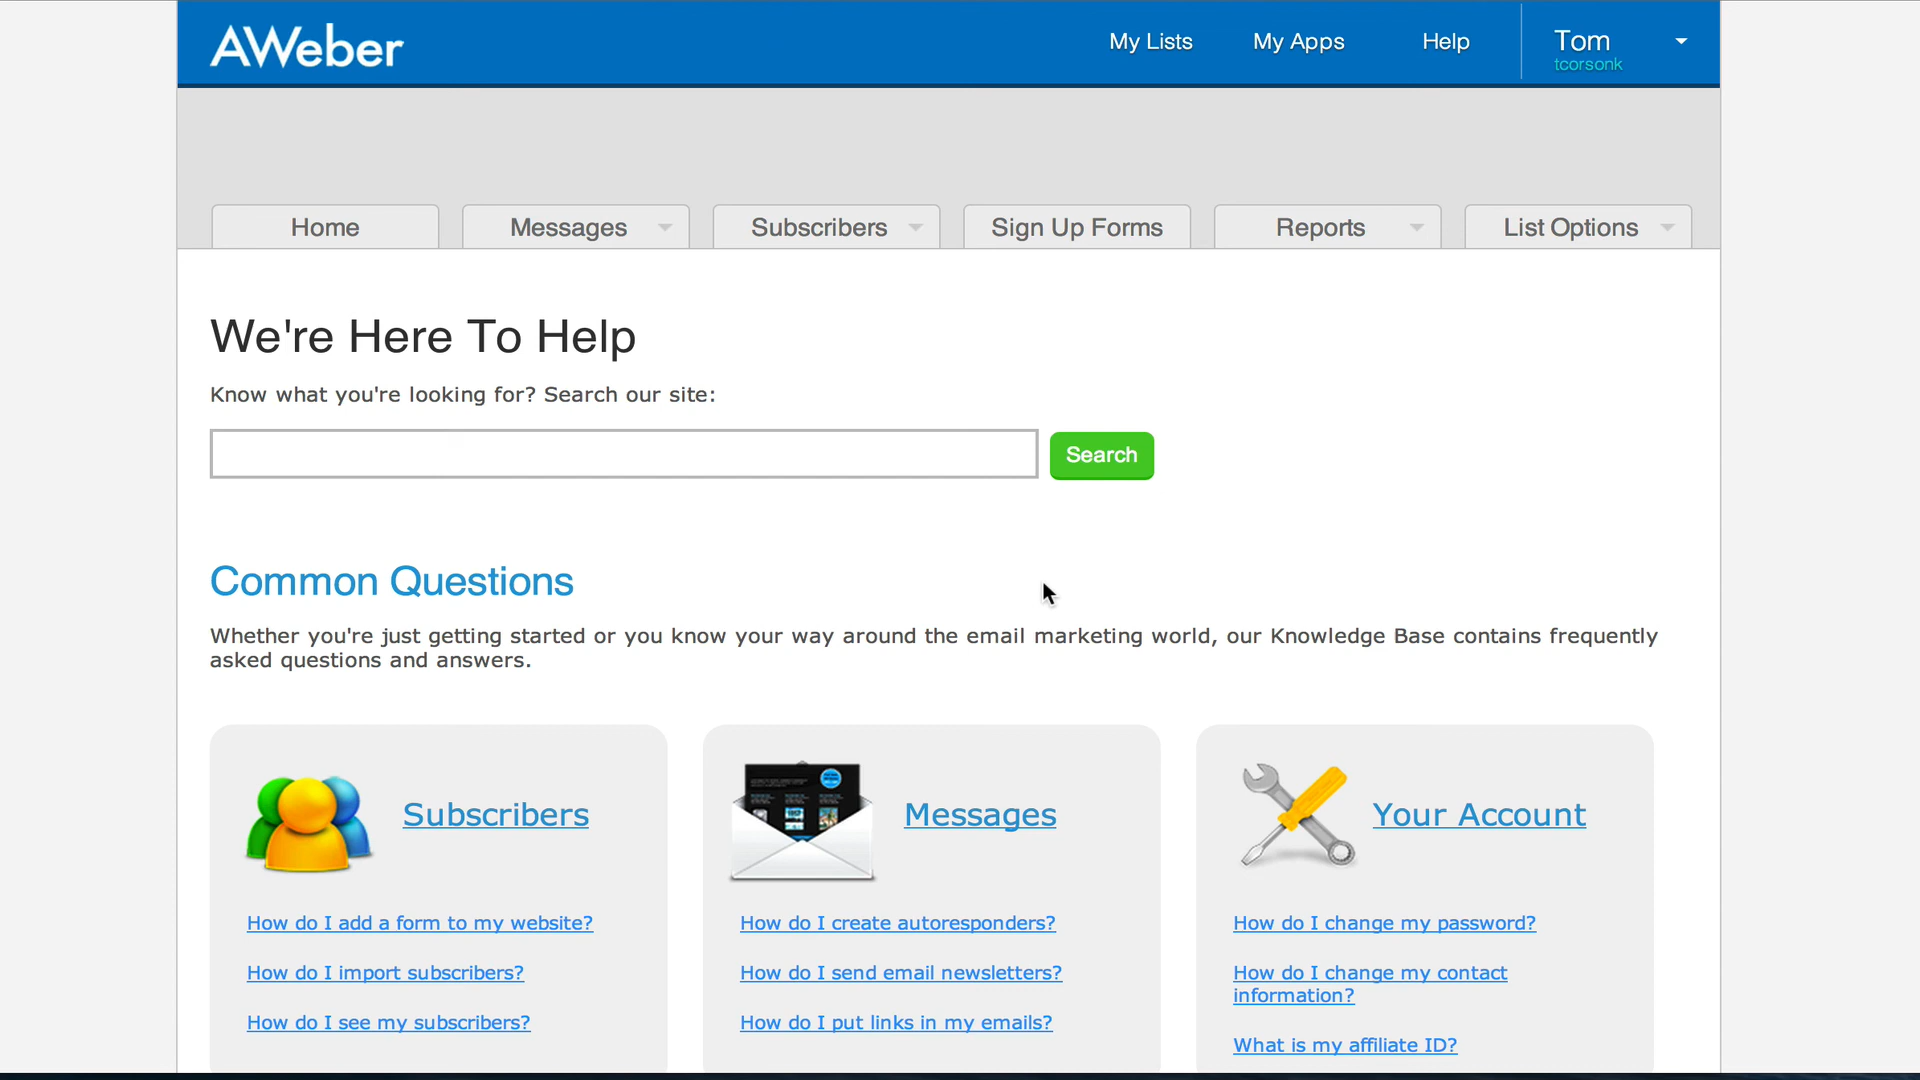 AWeber
My Lists
My Apps
Help
Tom
tcorsonk
Home
Messages
Subscribers
Sign Up Forms
Reports
List Options
We're Here To Help
Know what you're looking for? Search our site:
Search
Common Questions
Whether you're just getting started or you know your way around the email marketing world, our Knowledge Base contains frequently
asked questions and answers.
Subscribers
How do I add a form to my website?
How do I import subscribers?
How do I see my subscribers?
Messages
How do I create autoresponders?
How do I send email newsletters?
How do I put links in my emails?
Your Account
How do I change my password?
How do I change my contact
information?
What is my affiliate ID?